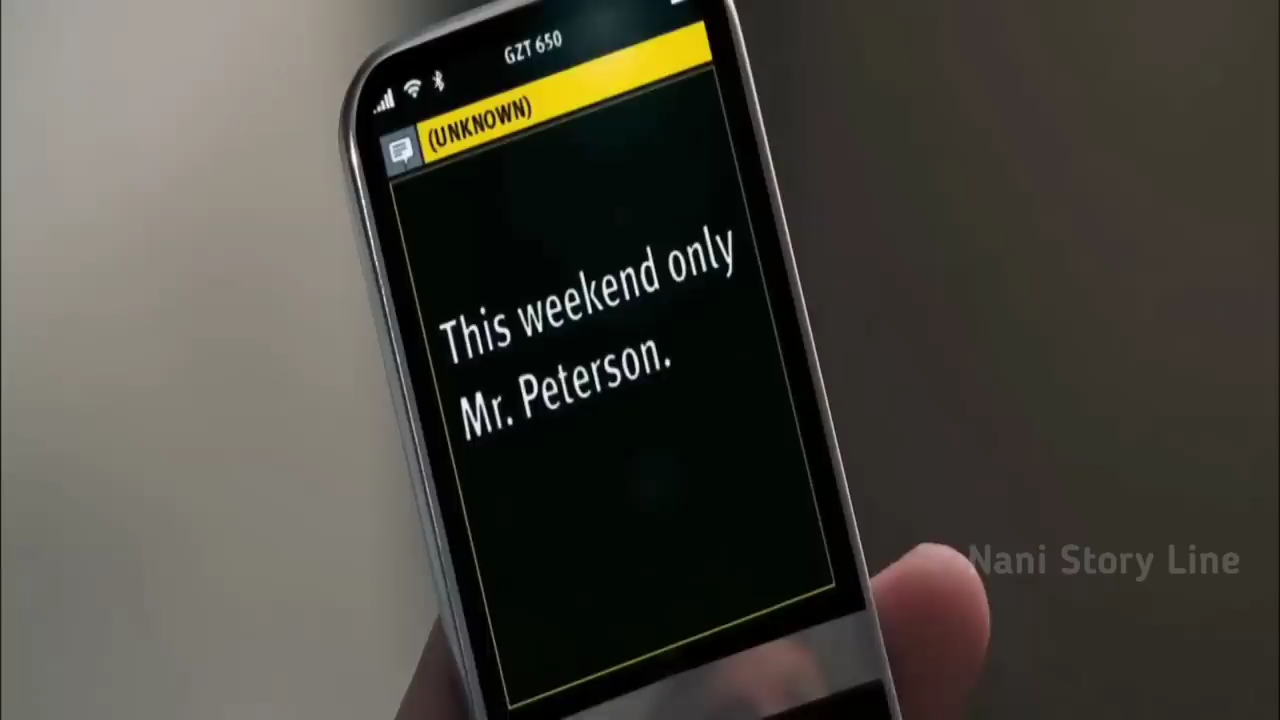 GZT 650
(UNKNOWN)
This weekend only
Mr. Peterson.
Nani Story Line